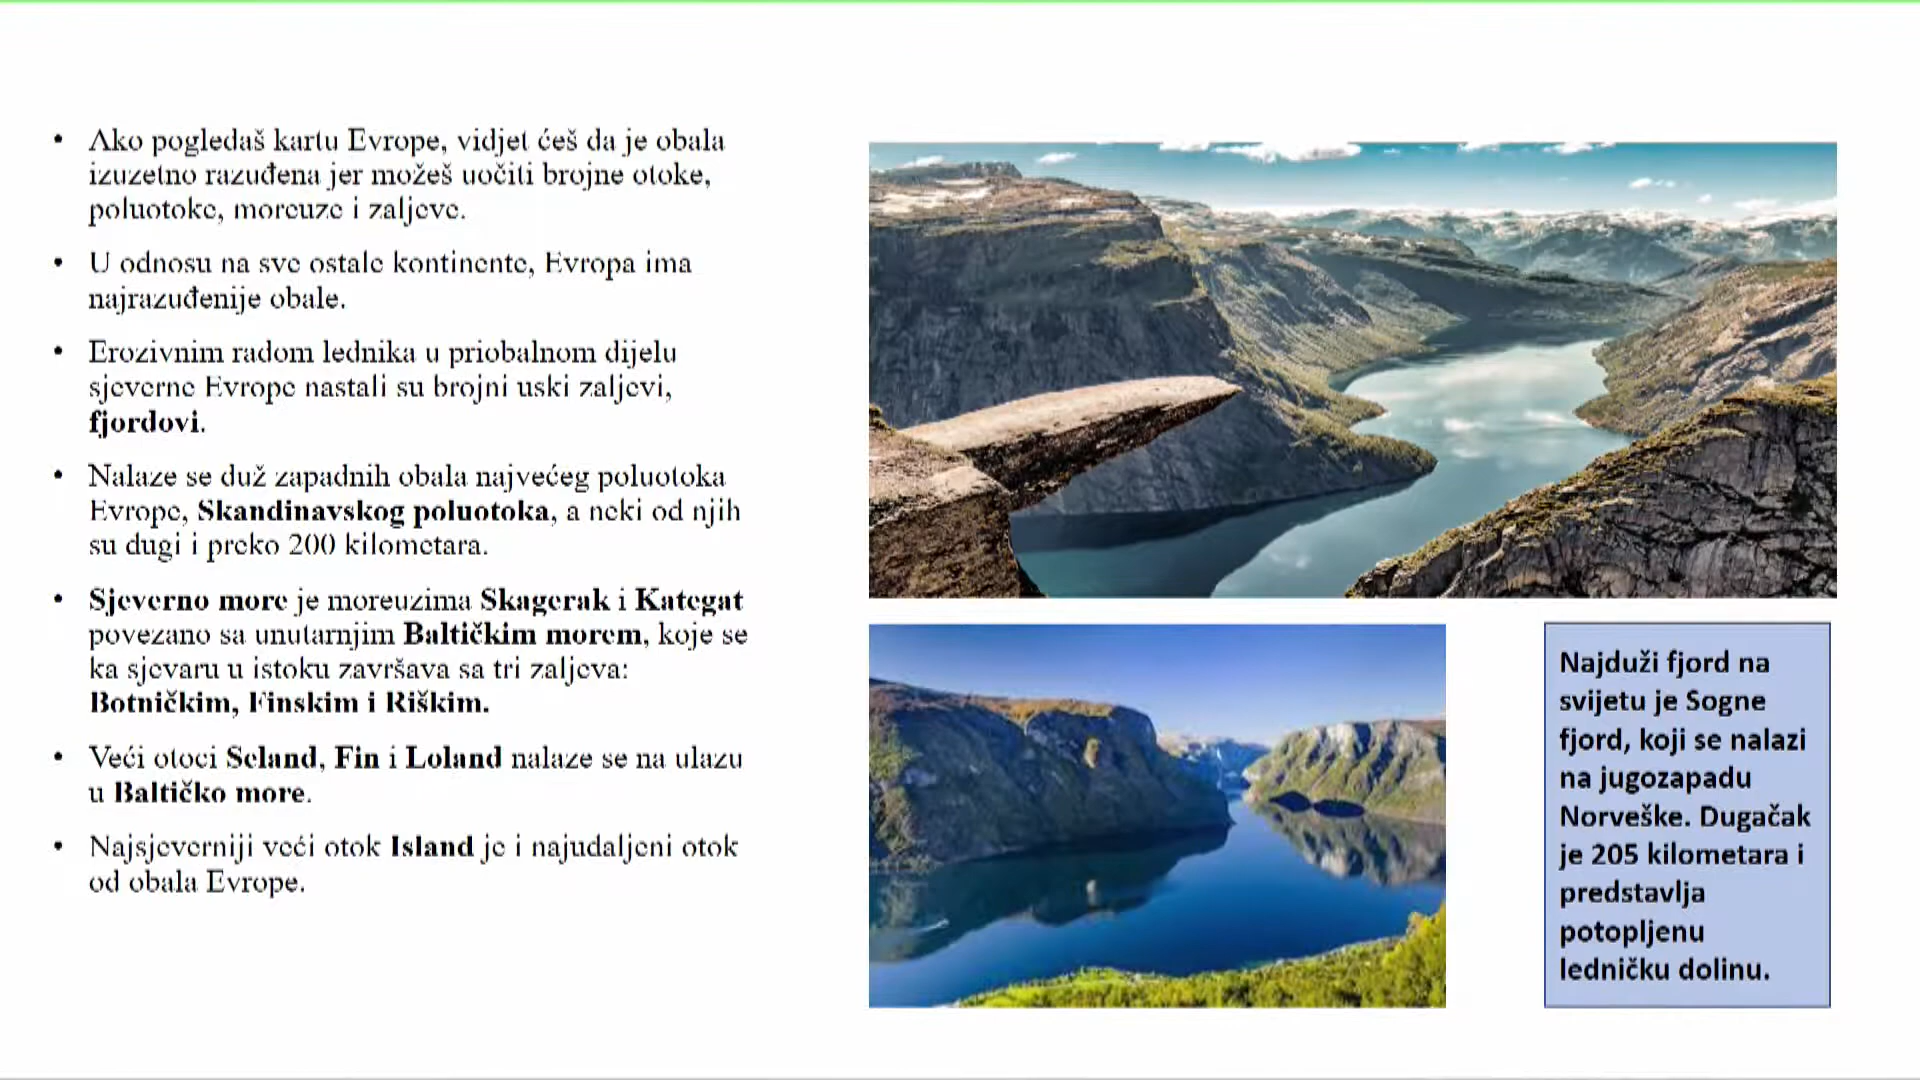 • Ako pogledaš kartu Evrope, vidjet ćeš da je obala
izuzetno razuđena jer možeš uočiti brojne otoke,
poluotoke, moreuze i zaljeve.
• U odnosu na sve ostale kontinente, Evropa ima
najrazuđenije obale.
• Erozivnim radom lednika u priobalnom dijelu
sjeverne Evrope nastali su brojni uski zaljevi,
fjordovi.
• Nalaze se duž zapadnih obala najvećeg poluotoka
Evrope, Skandinavskog poluotoka, a neki od njih
su dugi i preko 200 kilometara.
• Sjeverno more je moreuzima Skagerak i Kategat
povezano sa unutarnjim Baltičkim morem, koje se
ka sjevaru u istoku završava sa tri zaljeva:
Botničkim, Finskim i Riškim.
• Veći otoci Seland, Fin i Loland nalaze se na ulazu
u Baltičko more.
• Najsjeverniji veći otok Island je i najudaljeni otok
od obala Evrope.
Najduži fjord na
svijetu je Sogne
fjord, koji se nalazi
na jugozapadu
Norveške. Dugačak
je 205 kilometara i
predstavlja
potopljenu
ledničku dolinu.